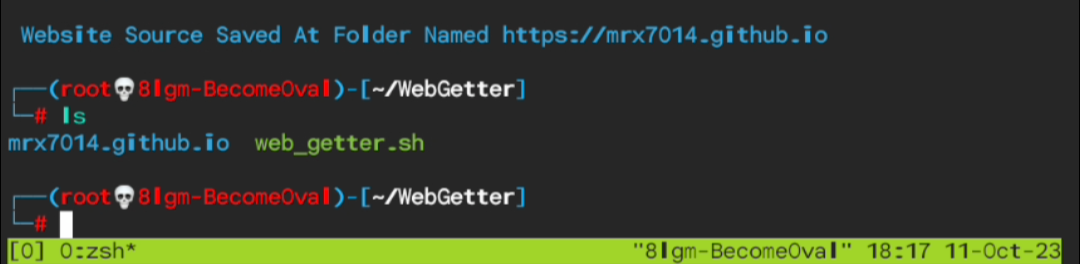 Website Source Saved At Folder Named https://mrx7014.github.io
┌──(root💀8lgm-BecomeOval)-[~/WebGetter]
└─# ls
mrx7014.github.io  web_getter.sh
┌──(root💀8lgm-BecomeOval)-[~/WebGetter]
└─#
[0] 0:zsh* "8lgm-BecomeOval" 18:17 11-Oct-23